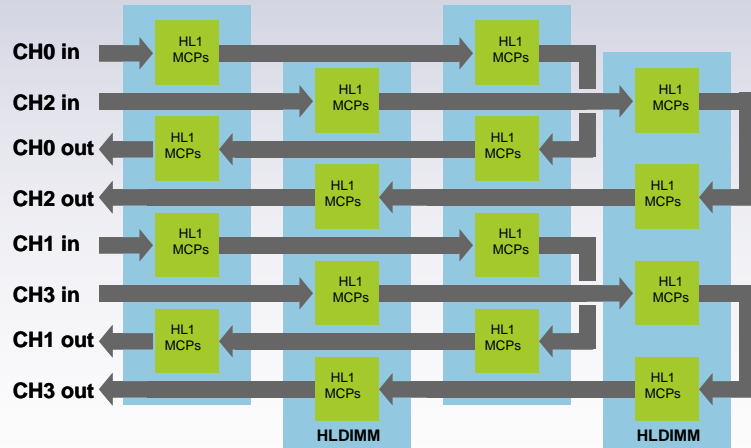 CH0 in
HL1
MCPs
HL1
MCPs
CH2 in
HL1
MCPs
HL1
MCPs
CH0 out
HL1
MCPs
HL1
MCPs
CH2 out
HL1
MCPs
HL1
MCPs
CH1 in
HL1
MCPs
HL1
MCPs
CH3 in
HL1
MCPs
HL1
MCPs
CH1 out
HL1
MCPs
HL1
MCPs
CH3 out
HL1
MCPs
HL1
MCPs
HLDIMM
HLDIMM